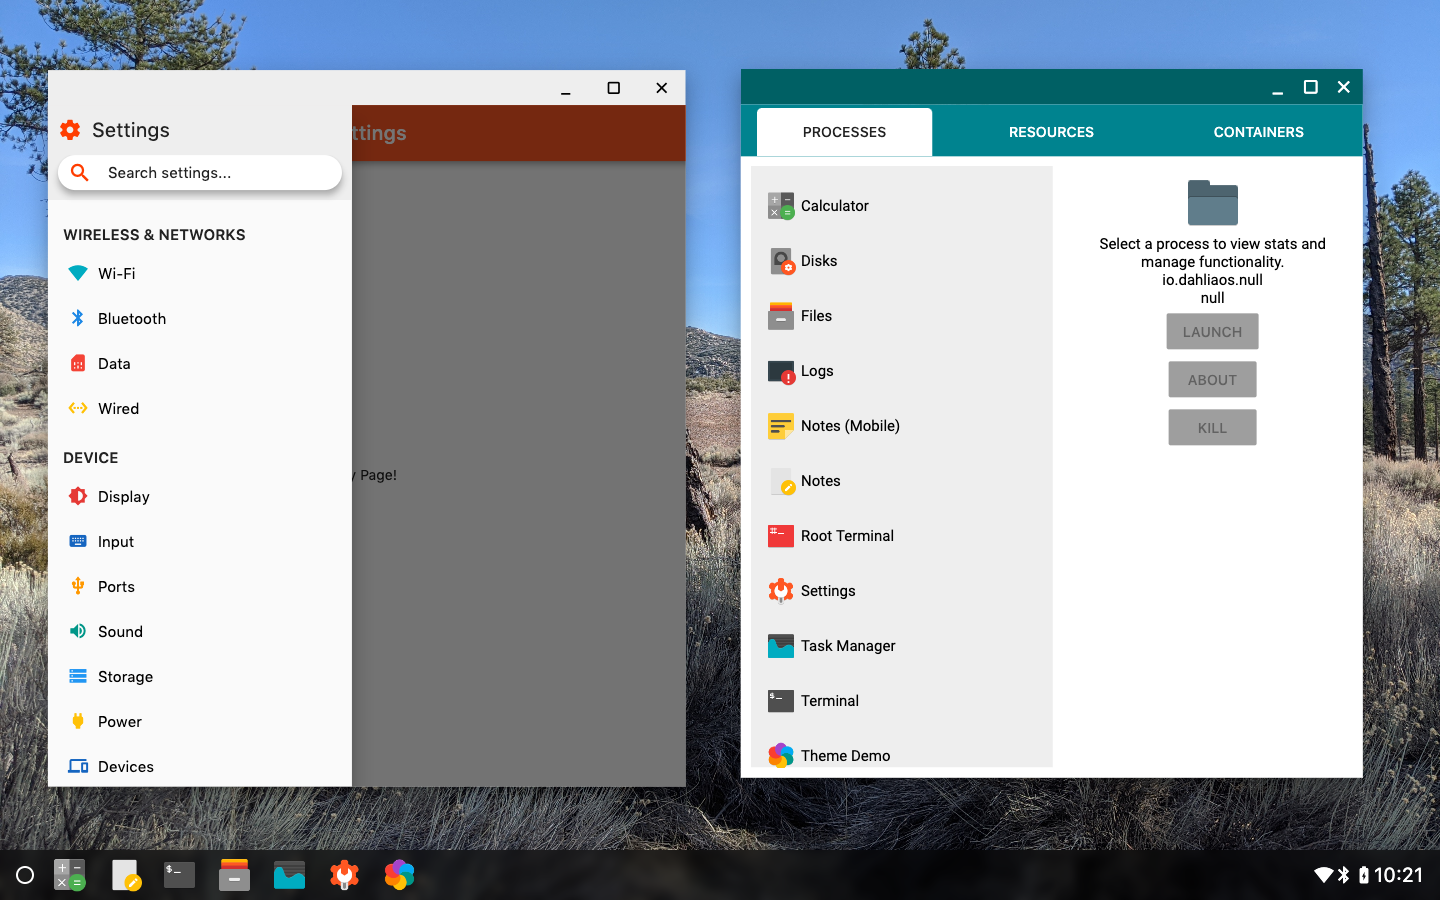 Settings
Search settings...
ttings
WIRELESS & NETWORKS
Wi-Fi
Bluetooth
Data
Wired
DEVICE
Display
Input
Ports
Sound
Storage
Power
Devices
y Page!
PROCESSES
RESOURCES
CONTAINERS
Calculator
Disks
Files
Logs
Notes (Mobile)
Notes
Root Terminal
Settings
Task Manager
Terminal
Theme Demo
Select a process to view stats and
manage functionality.
io.dahliaos.null
null
LAUNCH
ABOUT
KILL
10:21